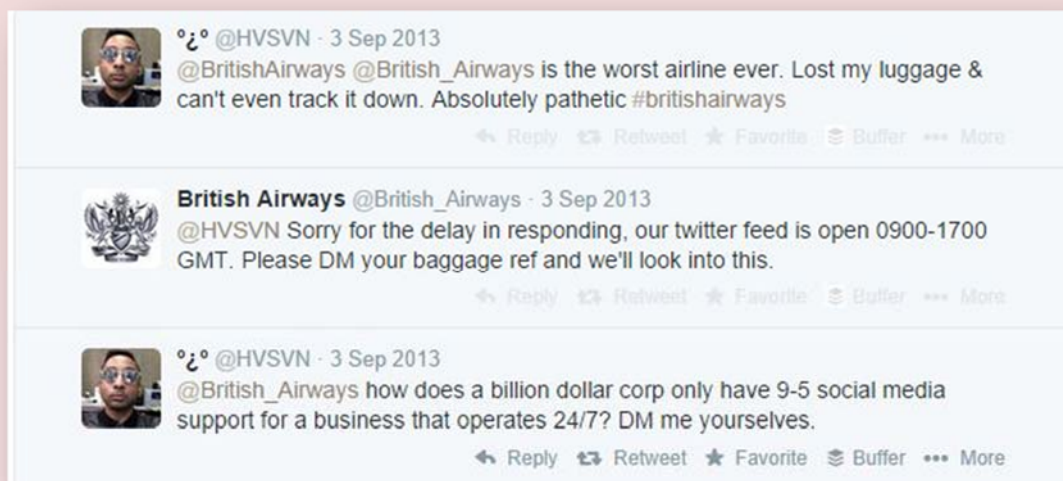 °¿° @HVSVN · 3 Sep 2013
@BritishAirways @British_Airways is the worst airline ever. Lost my luggage &
can't even track it down. Absolutely pathetic #britishairways
Reply Retweet Favorite Buffer ••• More
British Airways @British_Airways · 3 Sep 2013
@HVSVN Sorry for the delay in responding, our twitter feed is open 0900-1700
GMT. Please DM your baggage ref and we'll look into this.
Reply Retweet Favorite Buffer ••• More
°¿° @HVSVN · 3 Sep 2013
@British_Airways how does a billion dollar corp only have 9-5 social media
support for a business that operates 24/7? DM me yourselves.
Reply Retweet Favorite Buffer ••• More